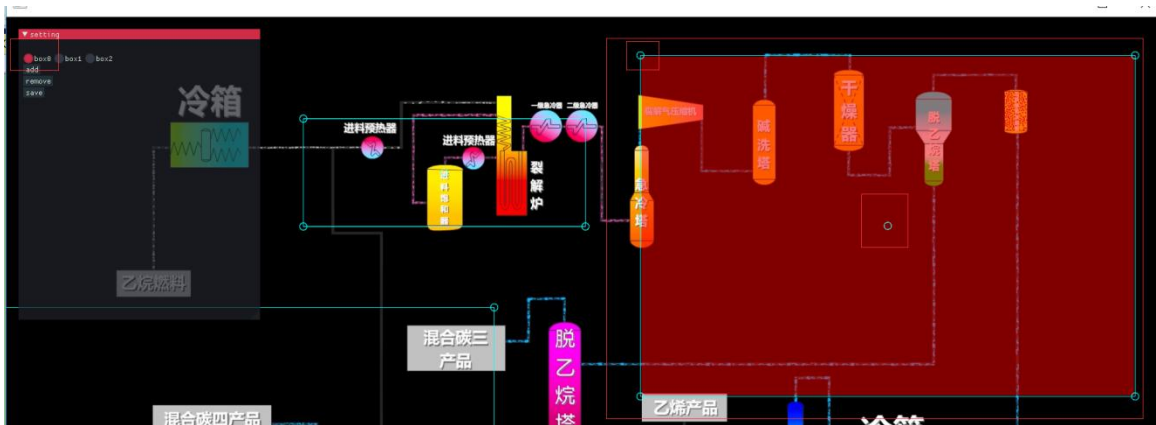 setting
box0 box1 box2
add
remove
save
冷箱
乙烷燃料
进料预热器
进料预热器
进料饱和器
裂解炉
一级急冷器
二级急冷器
急冷塔
裂解气压缩机
碱洗塔
干燥器
脱乙烷塔
混合碳三
产品
脱乙烷塔
混合碳四产品
乙烯产品
冷箱